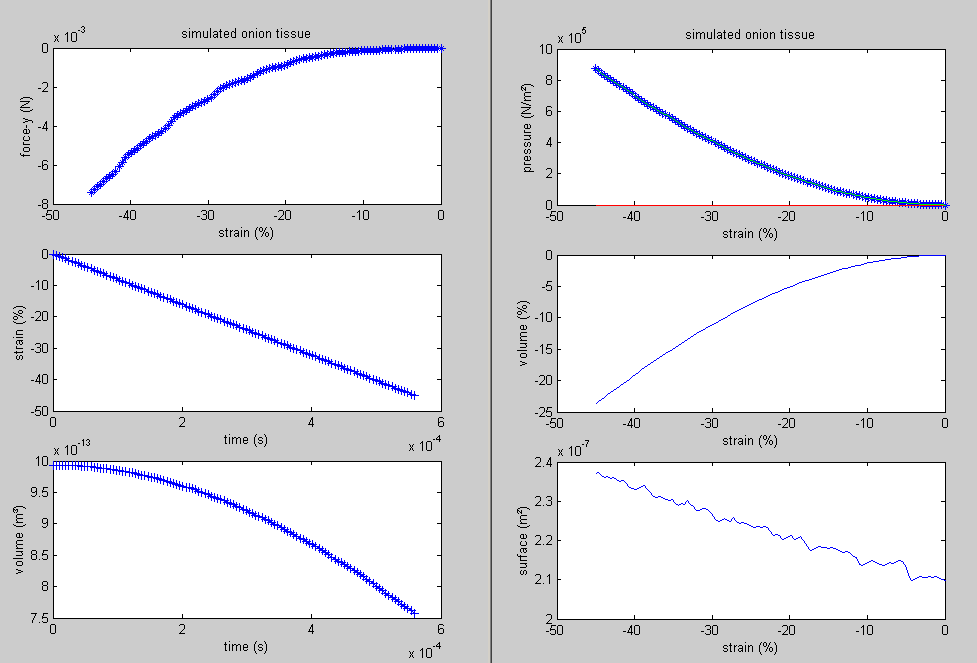 simulated onion tissue
x 10⁻³
0
-2
-4
-6
-8
force-y (N)
-50 -40 -30 -20 -10 0
strain (%)
0
-10
-20
-30
-40
-50
strain (%)
0 2 4 6
time (s)
x 10⁻⁴
x 10⁻¹³
10
9.5
9
8.5
8
7.5
volume (m³)
0 2 4 6
time (s)
x 10⁻⁴
simulated onion tissue
x 10⁵
10
8
6
4
2
0
pressure (N/m²)
-50 -40 -30 -20 -10 0
strain (%)
0
-5
-10
-15
-20
-25
volume (%)
-50 -40 -30 -20 -10 0
strain (%)
x 10⁻⁷
2.4
2.3
2.2
2.1
2
surface (m²)
-50 -40 -30 -20 -10 0
strain (%)